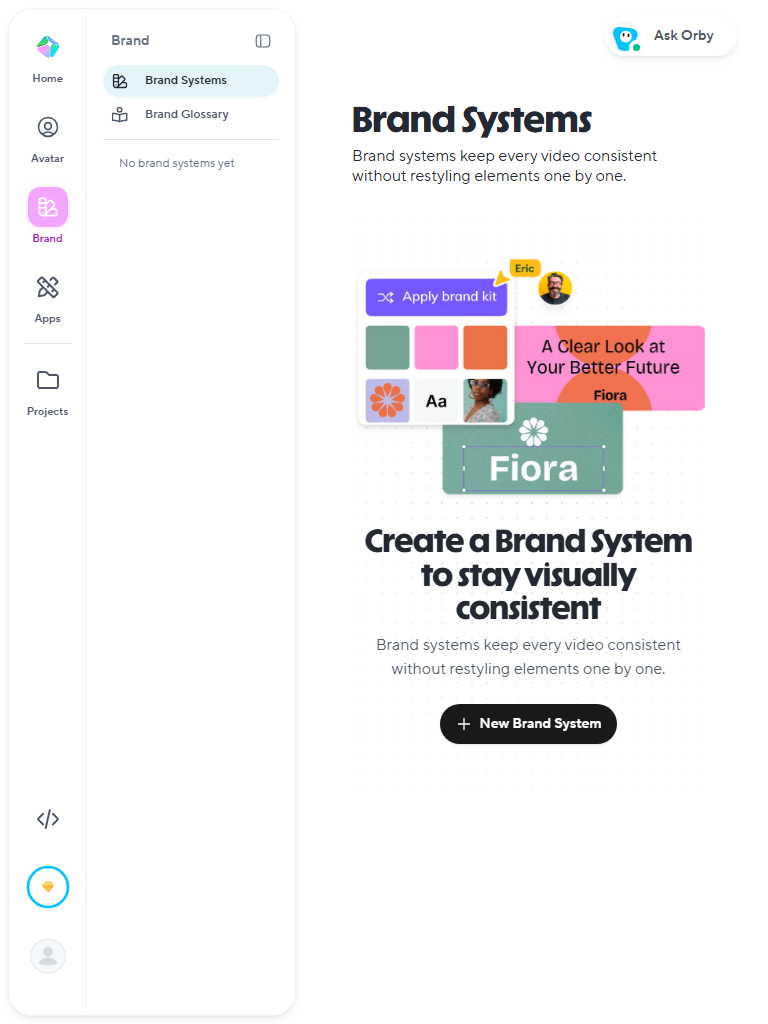 Home
Avatar
Brand
Apps
Projects
Brand
Brand Systems
Brand Glossary
No brand systems yet
Ask Orby
Brand Systems
Brand systems keep every video consistent
without restyling elements one by one.
Eric
Apply brand kit
Aa
A Clear Look at
Your Better Future
Fiora
Fiora
Create a Brand System
to stay visually
consistent
Brand systems keep every video consistent
without restyling elements one by one.
New Brand System